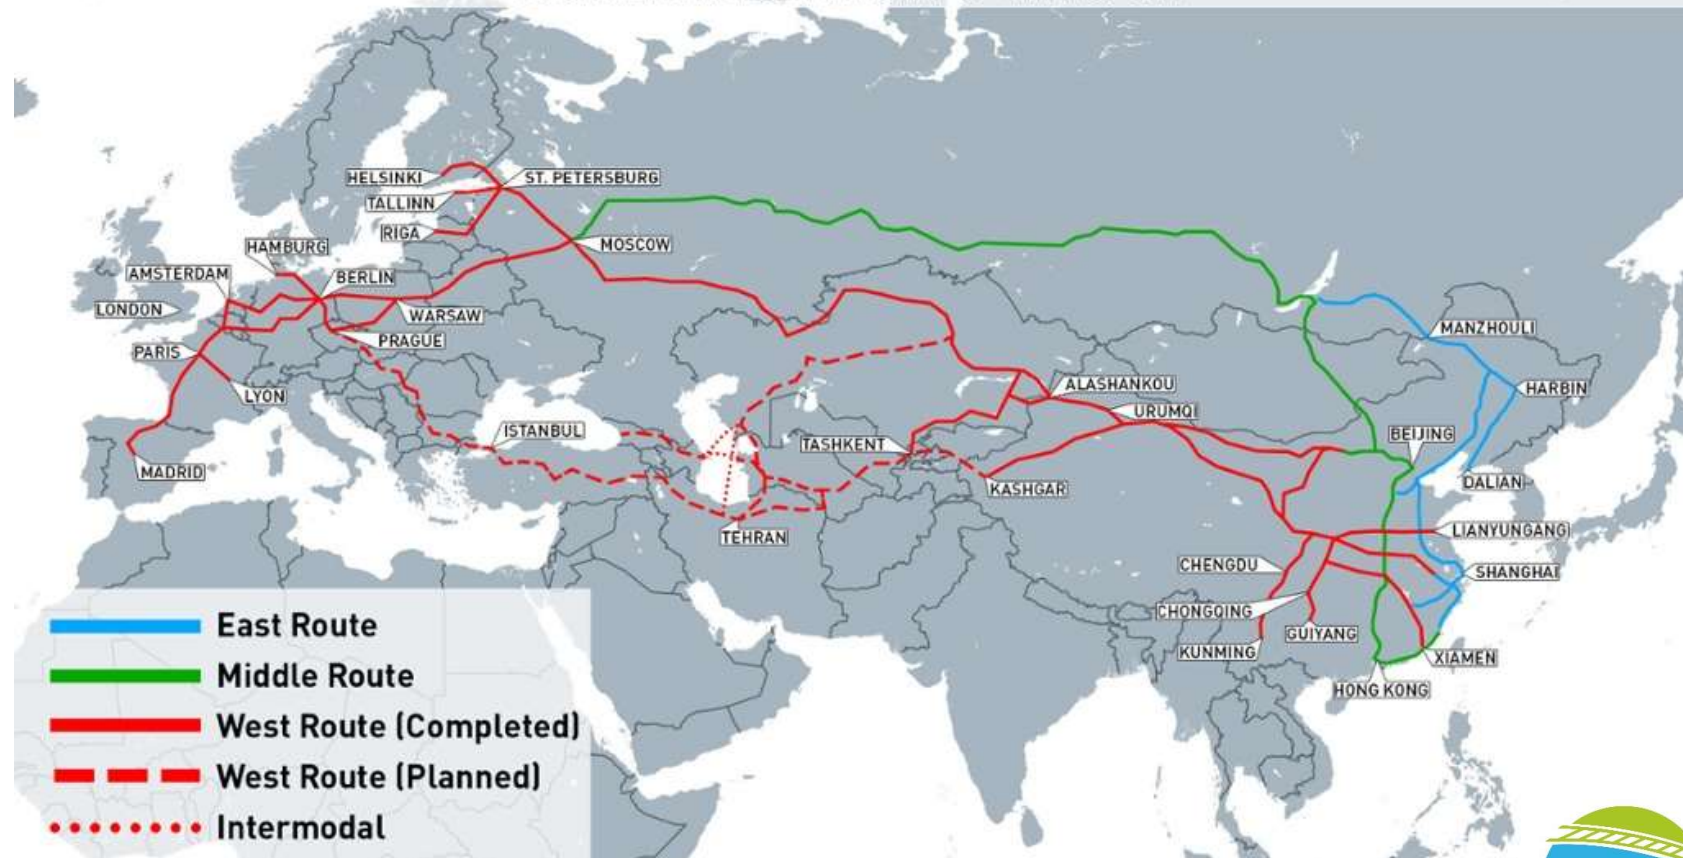 HELSINKI
ST. PETERSBURG
TALLINN
RIGA
MOSCOW
HAMBURG
AMSTERDAM
BERLIN
LONDON
WARSAW
PRAGUE
PARIS
LYON
MADRID
ISTANBUL
TEHRAN
TASHKENT
KASHGAR
ALASHANKOU
URUMQI
MANZHOULI
HARBIN
BEIJING
DALIAN
LIANYUNGANG
SHANGHAI
CHENGDU
CHONGQING
GUIYANG
KUNMING
XIAMEN
HONG KONG
East Route
Middle Route
West Route (Completed)
West Route (Planned)
Intermodal